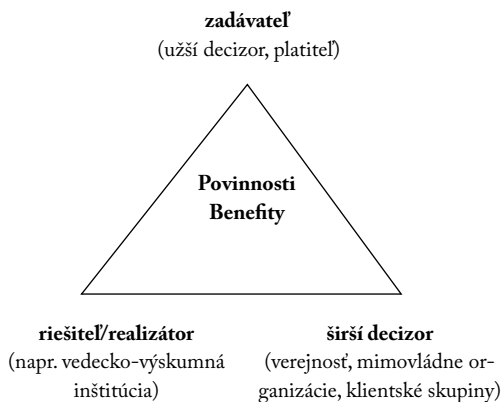 zadávateľ
(užší decizor, platiteľ)
Povinnosti
Benefity
riešiteľ/realizátor
(napr. vedecko-výskumná
inštitúcia)
širší decizor
(verejnosť, mimovládne or-
ganizácie, klientské skupiny)